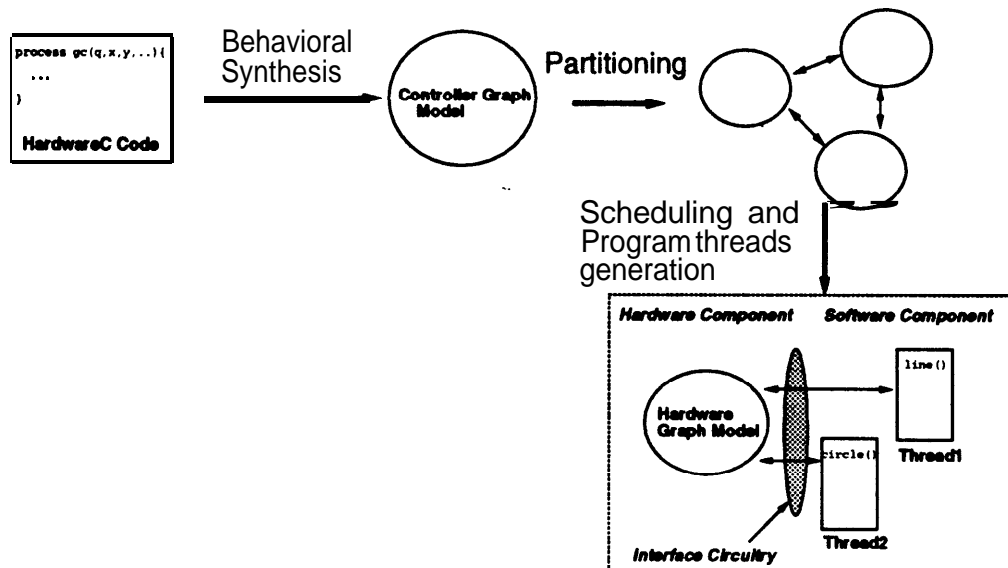 process gc(q,x,y,..){
...
}
HardwareC Code
Behavioral
Synthesis
Controller Graph
Model
Partitioning
Scheduling and
Program threads
generation
Hardware Component
Software Component
line()
Hardware
Graph Model
Thread1
circle()
Thread2
Interface Circuitry